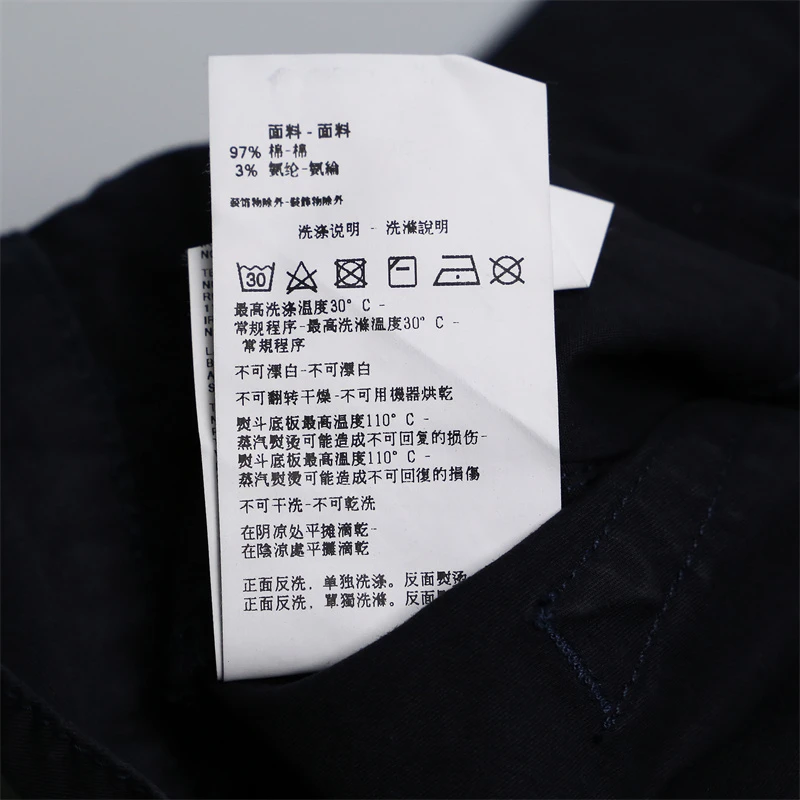 面料 - 面料
97% 棉-棉
3% 氨纶-氨綸
装饰物除外-裝飾物除外
洗涤说明 - 洗滌說明
30
最高洗涤温度30° C -
常规程序-最高洗滌溫度30° C -
常規程序
不可漂白-不可漂白
不可翻转干燥-不可用機器烘乾
熨斗底板最高温度110° C -
蒸汽熨烫可能造成不可回复的损伤-
熨斗底板最高溫度110° C -
蒸汽熨燙可能造成不可回復的損傷
不可干洗-不可乾洗
在阴凉处平摊滴乾-
在陰涼處平攤滴乾
正面反洗，单独洗涤。反面熨烫
正面反洗，單獨洗滌。反面熨